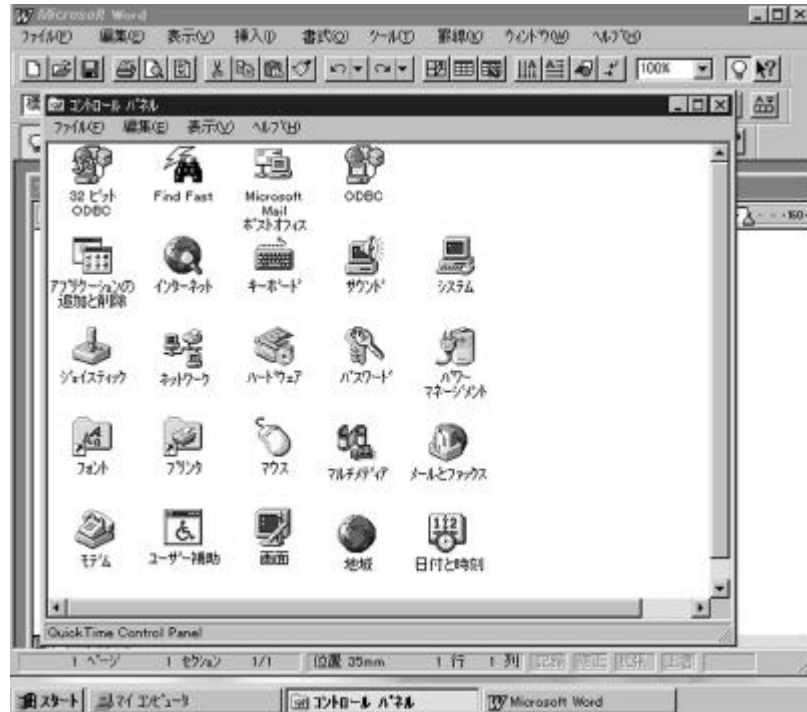 Microsoft Word
ファイル(F) 編集(E) 表示(V) 挿入(I) 書式(O) ツール(T) 罫線(A) ウィンドウ(W) ヘルプ(H)
100%
コントロール パネル
ファイル(F) 編集(E) 表示(V) ヘルプ(H)
32 ビット ODBC
Find Fast
Microsoft Mail ポストオフィス
ODBC
アプリケーションの追加と削除
インターネット
キーボード
サウンド
システム
ジョイスティック
ネットワーク
ハードウェア
パスワード
パワー マネージメント
フォント
プリンタ
マウス
マルチメディア
メールとファックス
モデム
ユーザー補助
画面
地域
日付と時刻
QuickTime Control Panel
1 ページ 1 セクション 1/1 位置 35mm 1 行 1 列
スタート マイ コンピュータ コントロール パネル Microsoft Word